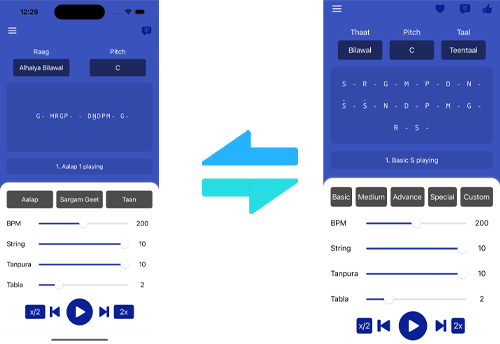 12:29
Raag Pitch
Alhaiya Bilawal C
G- MRGP- - DNDPM- G-
1. Aalap 1 playing
Aalap Sargam Geet Taan
BPM 200
String 10
Tanpura 10
Tabla 2
x/2 2x
Thaat Pitch Taal
Bilawal C Teentaal
S - R - G - M - P - D - N -
Ṡ - Ṡ - N - D - P - M - G -
R - S -
1. Basic S playing
Basic Medium Advance Special Custom
BPM 200
String 10
Tanpura 10
Tabla 2
x/2 2x